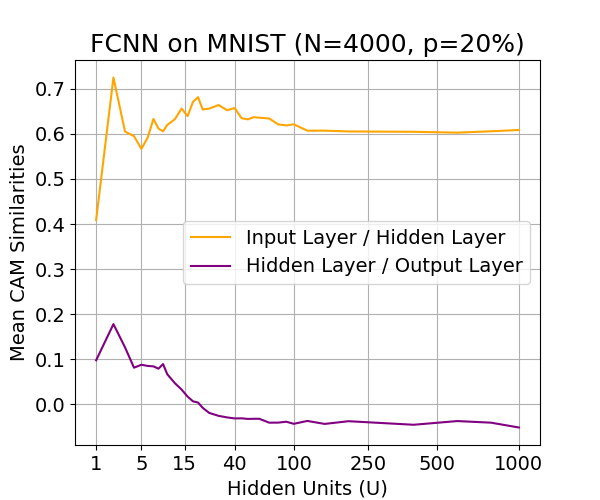 FCNN on MNIST (N=4000, p=20%)
Mean CAM Similarities
0.7
0.6
0.5
0.4
0.3
0.2
0.1
0.0
Input Layer / Hidden Layer
Hidden Layer / Output Layer
1 5 15 40 100 250 500 1000
Hidden Units (U)